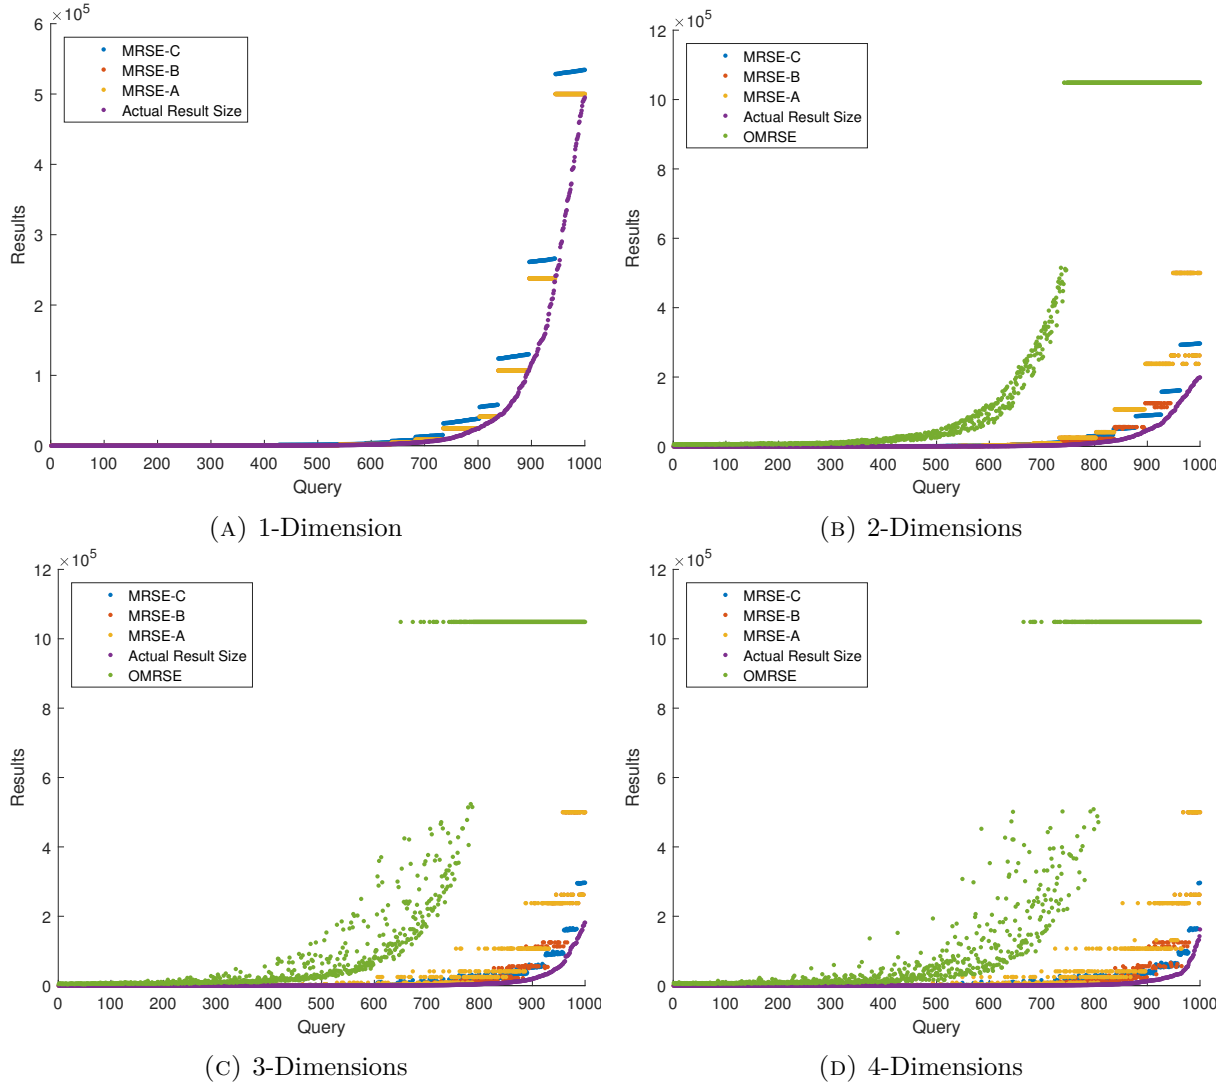 ×10^5
6
5
4
3
2
1
0
Results
MRSE-C
MRSE-B
MRSE-A
Actual Result Size
0 100 200 300 400 500 600 700 800 900 1000
Query
(A) 1-Dimension
×10^5
12
10
8
6
4
2
0
Results
MRSE-C
MRSE-B
MRSE-A
Actual Result Size
OMRSE
0 100 200 300 400 500 600 700 800 900 1000
Query
(B) 2-Dimensions
×10^5
12
10
8
6
4
2
0
Results
MRSE-C
MRSE-B
MRSE-A
Actual Result Size
OMRSE
0 100 200 300 400 500 600 700 800 900 1000
Query
(C) 3-Dimensions
×10^5
12
10
8
6
4
2
0
Results
MRSE-C
MRSE-B
MRSE-A
Actual Result Size
OMRSE
0 100 200 300 400 500 600 700 800 900 1000
Query
(D) 4-Dimensions